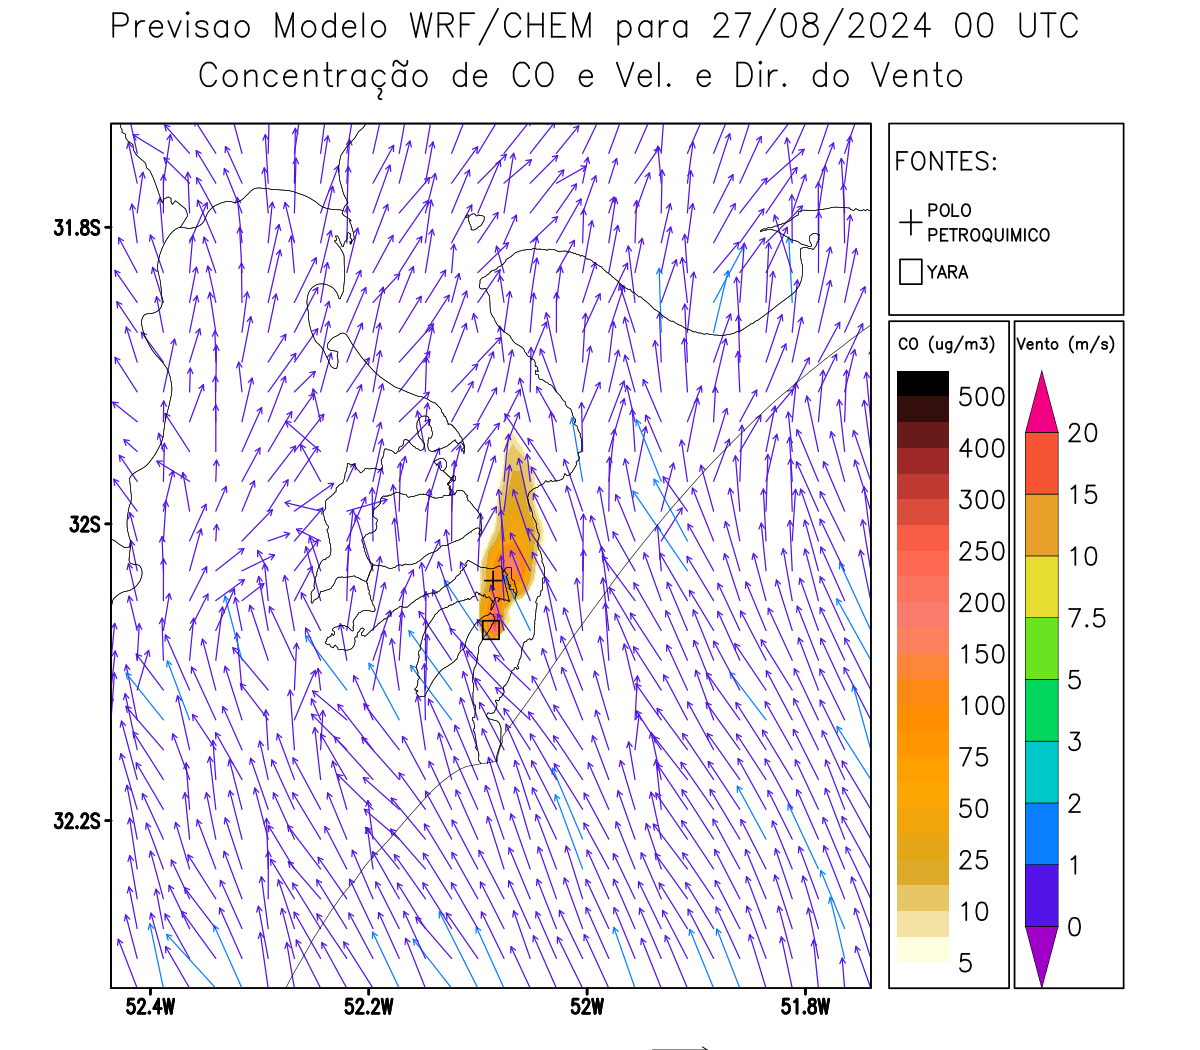 Previsao Modelo WRF/CHEM para 27/08/2024 00 UTC
Concentração de CO e Vel. e Dir. do Vento
FONTES:
POLO
PETROQUIMICO
YARA
CO (ug/m3)
500
400
300
250
200
150
100
75
50
25
10
5
Vento (m/s)
20
15
10
7.5
5
3
2
1
0
31.8S
32S
32.2S
52.4W
52.2W
52W
51.8W